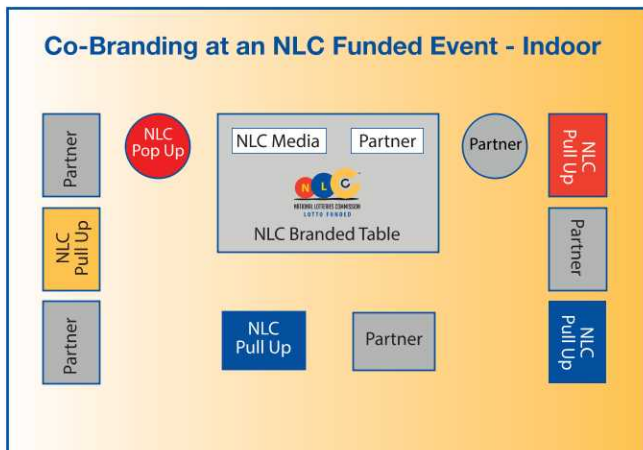 Co-Branding at an NLC Funded Event - Indoor
Partner
NLC
Pop Up
NLC Media
Partner
Partner
NLC
Pull Up
NLC
NATIONAL LOTTERIES COMMISSION
LOTTO FUNDED
NLC Branded Table
NLC
Pull Up
Partner
Partner
NLC
Pull Up
Partner
NLC
Pull Up